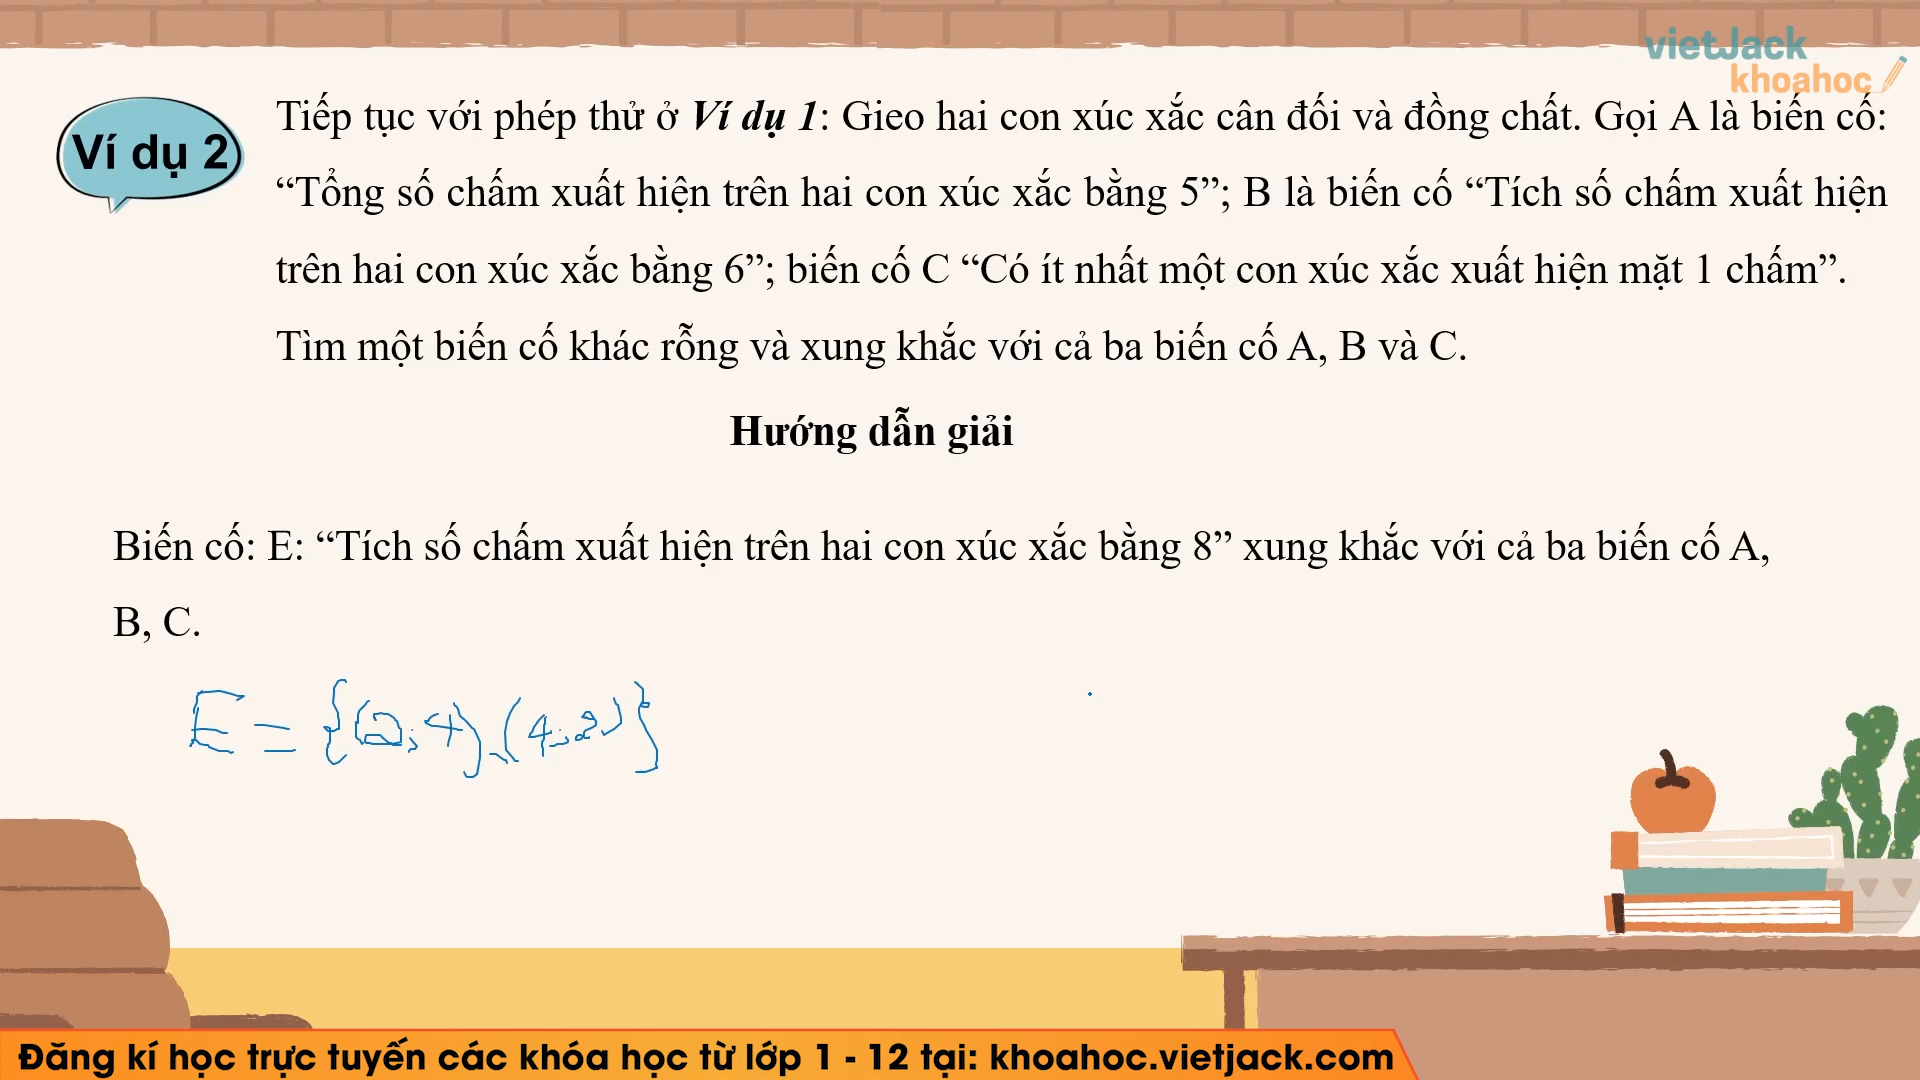 vietJack
khoahoc
Ví dụ 2
Tiếp tục với phép thử ở Ví dụ 1: Gieo hai con xúc xắc cân đối và đồng chất. Gọi A là biến cố:
“Tổng số chấm xuất hiện trên hai con xúc xắc bằng 5”; B là biến cố “Tích số chấm xuất hiện
trên hai con xúc xắc bằng 6”; biến cố C “Có ít nhất một con xúc xắc xuất hiện mặt 1 chấm”.
Tìm một biến cố khác rỗng và xung khắc với cả ba biến cố A, B và C.
Hướng dẫn giải
Biến cố: E: “Tích số chấm xuất hiện trên hai con xúc xắc bằng 8” xung khắc với cả ba biến cố A,
B, C.
E = {(2;4),(4;2)}
Đăng kí học trực tuyến các khóa học từ lớp 1 - 12 tại: khoahoc.vietjack.com